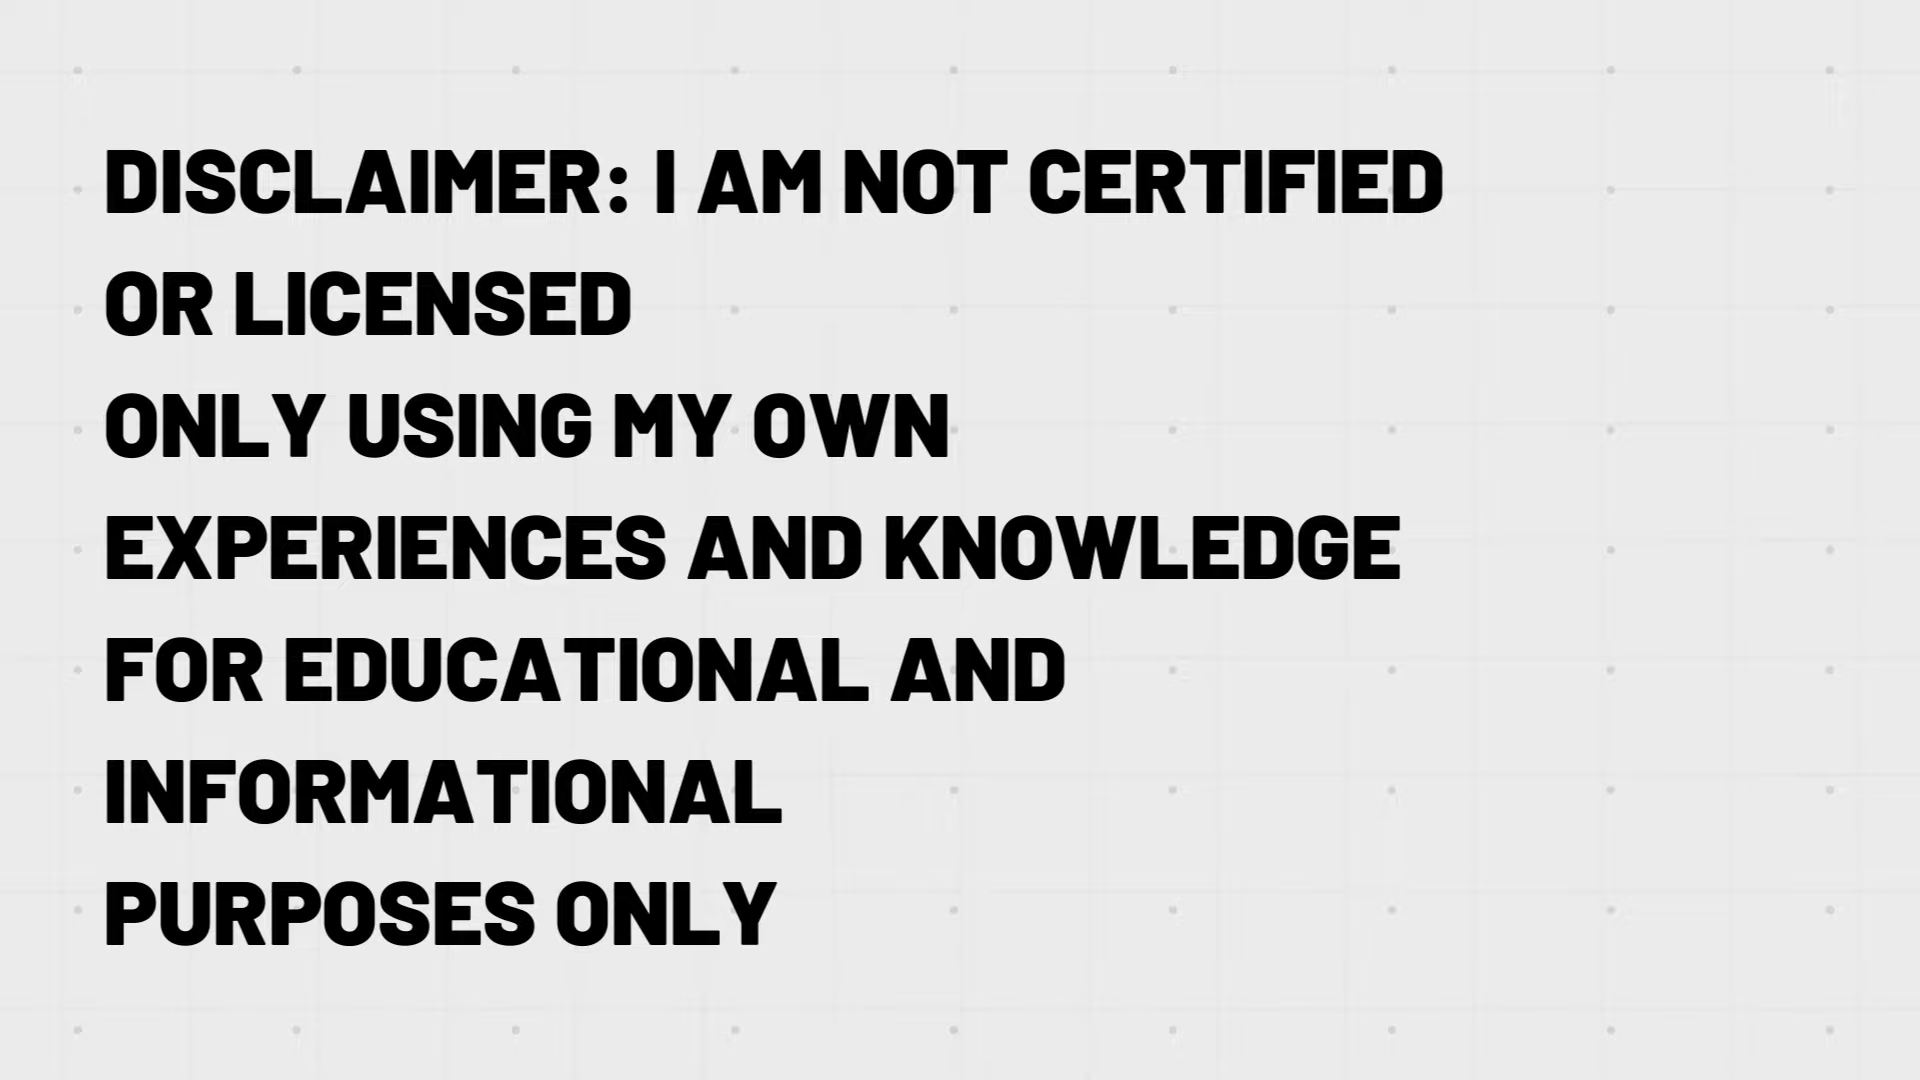 DISCLAIMER: I AM NOT CERTIFIED
OR LICENSED
ONLY USING MY OWN
EXPERIENCES AND KNOWLEDGE
FOR EDUCATIONAL AND
INFORMATIONAL
PURPOSES ONLY